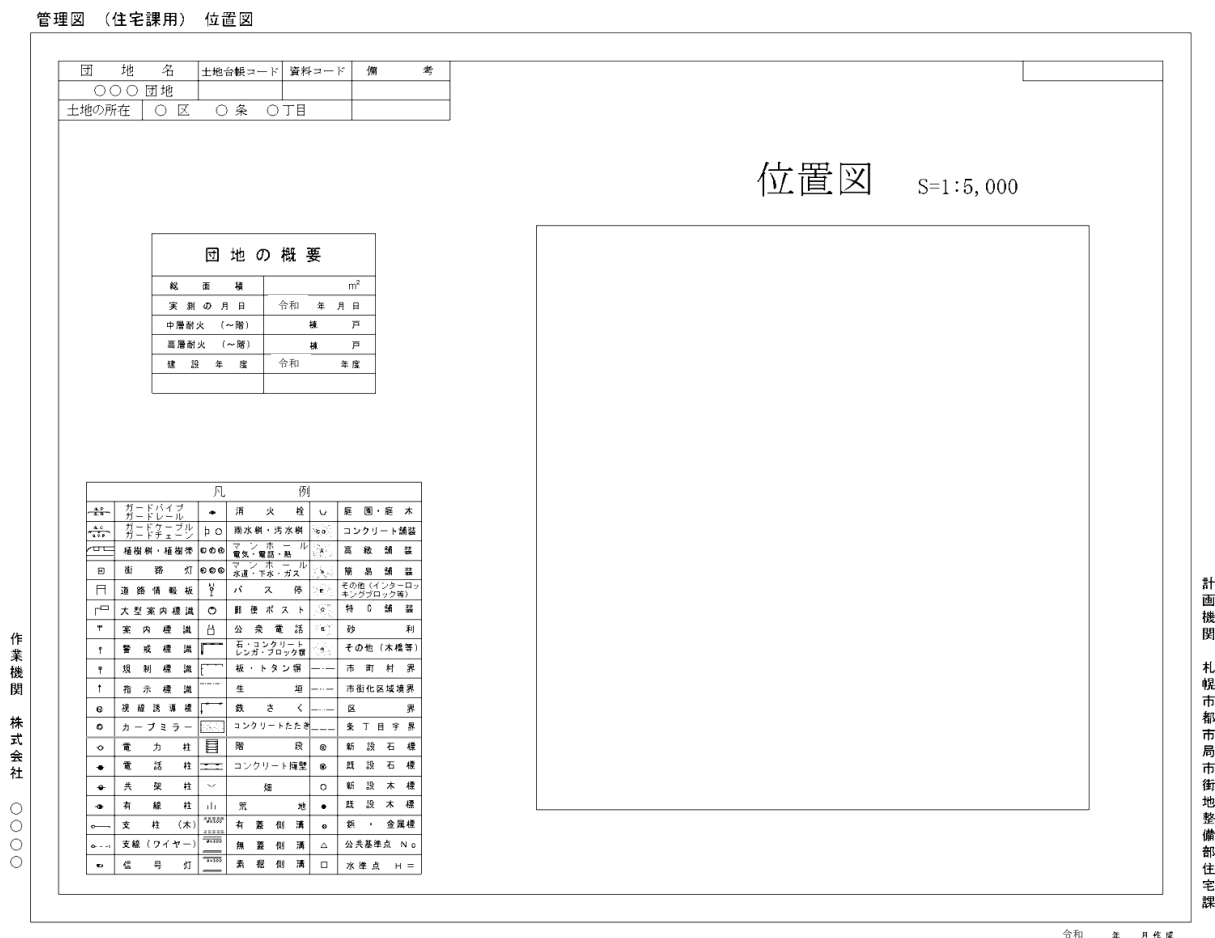 管理図 （住宅課用） 位置図
団地名 土地台帳コード 資料コード 備考
○○○団地
土地の所在 ○区 ○条 ○丁目
位置図 S=1:5,000
団地の概要
総面積 m²
実測の月日 令和 年 月 日
中層耐火 （～階） 棟 戸
高層耐火 （～階） 棟 戸
建設年度 令和 年度
凡例
ガードパイプ ガードレール 消火栓 庭園・庭木
ガードケーブル ガードチェーン 雨水桝・汚水桝 コンクリート舗装
植樹桝・植樹帯 マンホール 電気・電話・熱 高級舗装
街路灯 マンホール 水道・下水・ガス 簡易舗装
道路情報板 バス停 その他（インターロッキングブロック等）
大型案内標識 郵便ポスト 特C舗装
案内標識 公衆電話 砂利
警戒標識 石・コンクリート レンガ・ブロック塀 その他（木橋等）
規制標識 板・トタン塀 市町村界
指示標識 生垣 市街化区域境界
視線誘導標 鉄さく 区界
カーブミラー コンクリートたたき 条丁目字界
電力柱 階段 新設石標
電話柱 コンクリート擁壁 既設石標
共架柱 畑 新設木標
有線柱 荒地 既設木標
支柱（木） 有蓋側溝 鋲・金属標
支線（ワイヤー） 無蓋側溝 公共基準点 No
信号灯 素掘側溝 水準点 H=
作業機関 株式会社 ○○○○
計画機関 札幌市都市局市街地整備部住宅課
令和 年 月作成